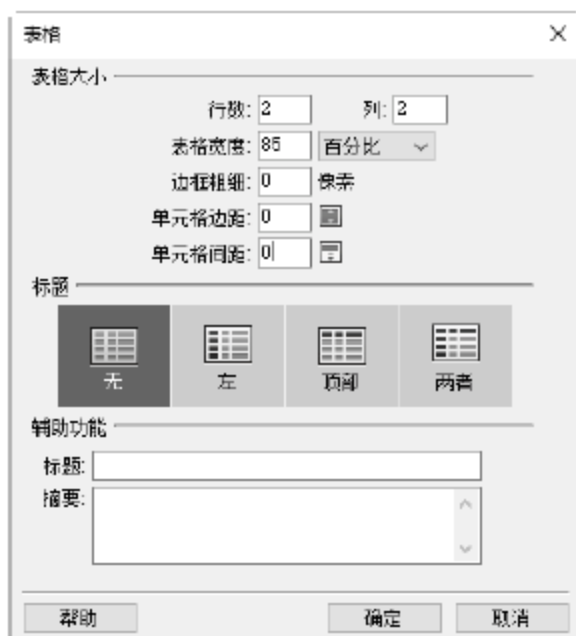 表格
表格大小
行数: 2 列: 2
表格宽度: 85 百分比
边框粗细: 0 像素
单元格边距: 0
单元格间距: 0
标题
无 左 顶部 两者
辅助功能
标题:
摘要:
帮助 确定 取消